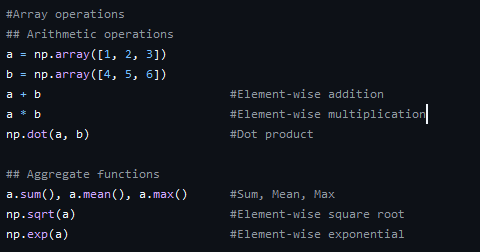 #Array operations
## Arithmetic operations
a = np.array([1, 2, 3])
b = np.array([4, 5, 6])
a + b #Element-wise addition
a * b #Element-wise multiplication
np.dot(a, b) #Dot product
## Aggregate functions
a.sum(), a.mean(), a.max() #Sum, Mean, Max
np.sqrt(a) #Element-wise square root
np.exp(a) #Element-wise exponential